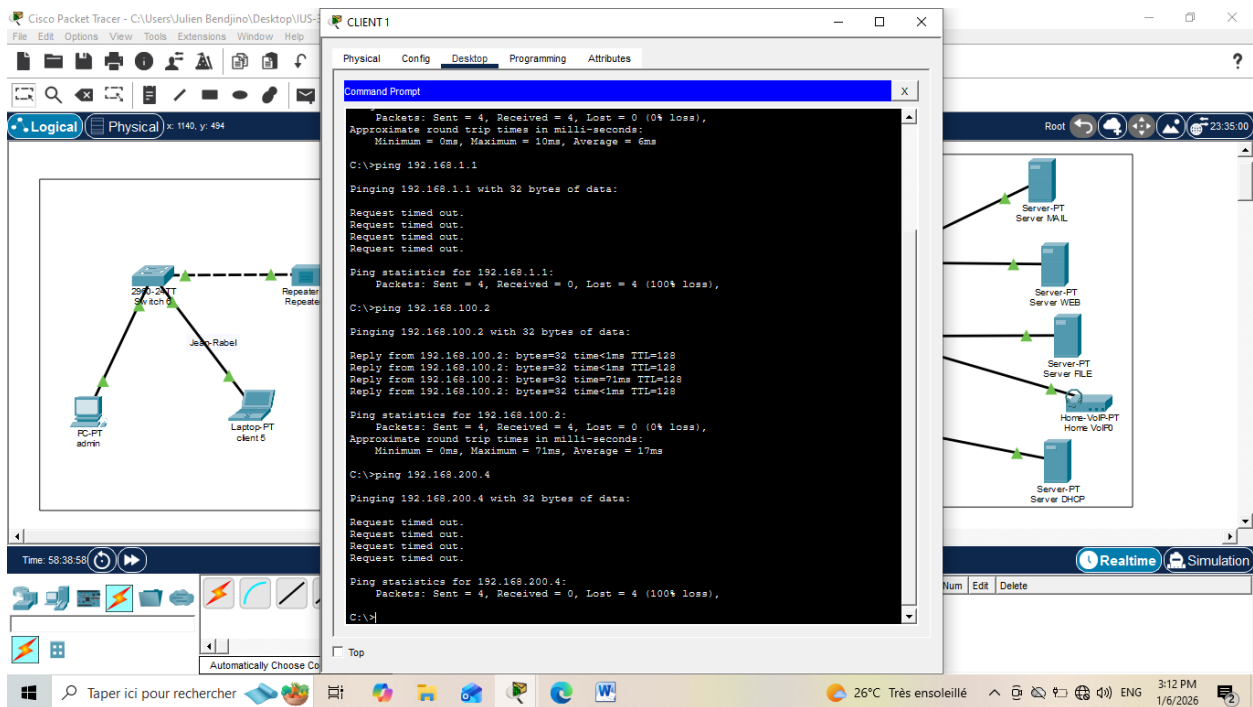 Cisco Packet Tracer - C:\Users\Julien Bendjino\Desktop\IUS-
File Edit Options View Tools Extensions Window Help
CLIENT 1
Physical Config Desktop Programming Attributes
Command Prompt
X
Packets: Sent = 4, Received = 4, Lost = 0 (0% loss),
Approximate round trip times in milli-seconds:
Minimum = 0ms, Maximum = 10ms, Average = 6ms
C:\>ping 192.168.1.1
Pinging 192.168.1.1 with 32 bytes of data:
Request timed out.
Request timed out.
Request timed out.
Request timed out.
Ping statistics for 192.168.1.1:
Packets: Sent = 4, Received = 0, Lost = 4 (100% loss),
C:\>ping 192.168.100.2
Pinging 192.168.100.2 with 32 bytes of data:
Reply from 192.168.100.2: bytes=32 time<1ms TTL=128
Reply from 192.168.100.2: bytes=32 time<1ms TTL=128
Reply from 192.168.100.2: bytes=32 time=71ms TTL=128
Reply from 192.168.100.2: bytes=32 time<1ms TTL=128
Ping statistics for 192.168.100.2:
Packets: Sent = 4, Received = 4, Lost = 0 (0% loss),
Approximate round trip times in milli-seconds:
Minimum = 0ms, Maximum = 71ms, Average = 17ms
C:\>ping 192.168.200.4
Pinging 192.168.200.4 with 32 bytes of data:
Request timed out.
Request timed out.
Request timed out.
Request timed out.
Ping statistics for 192.168.200.4:
Packets: Sent = 4, Received = 0, Lost = 4 (100% loss),
C:\>
Top
Logical Physical x: 1140, y: 494
Root 23:35:00
2960-24TT
Switch 6
Repeater
Repeate
Jean-Rabel
PC-PT
admin
Laptop-PT
client 5
Server-PT
Server MAIL
Server-PT
Server WEB
Server-PT
Server FILE
Home-VoIP-PT
Home VoIP0
Server-PT
Server DHCP
Time: 58:38:58
Realtime Simulation
Num Edit Delete
Automatically Choose Co
Taper ici pour rechercher
26°C Très ensoleillé
ENG
3:12 PM
1/6/2026
2